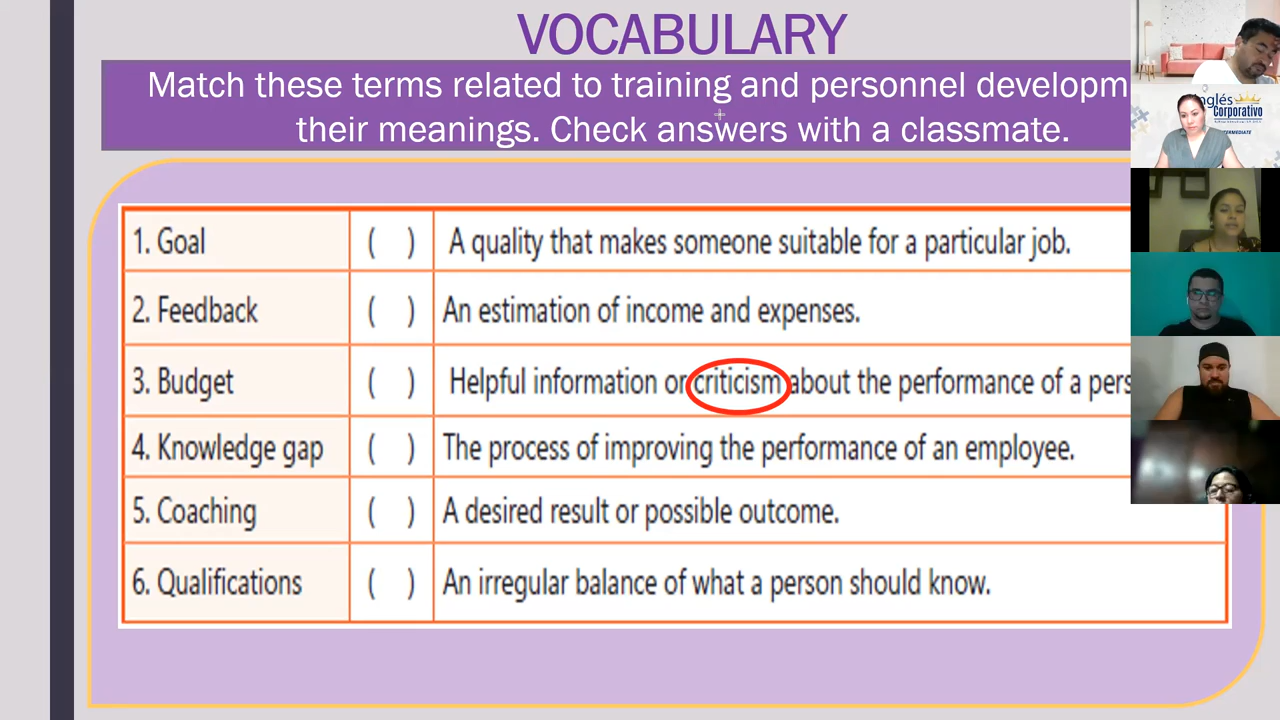 VOCABULARY
Match these terms related to training and personnel developm
their meanings. Check answers with a classmate.
1. Goal ( ) A quality that makes someone suitable for a particular job.
2. Feedback ( ) An estimation of income and expenses.
3. Budget ( ) Helpful information or criticism about the performance of a pers
4. Knowledge gap ( ) The process of improving the performance of an employee.
5. Coaching ( ) A desired result or possible outcome.
6. Qualifications ( ) An irregular balance of what a person should know.
Inglés
Corporativo